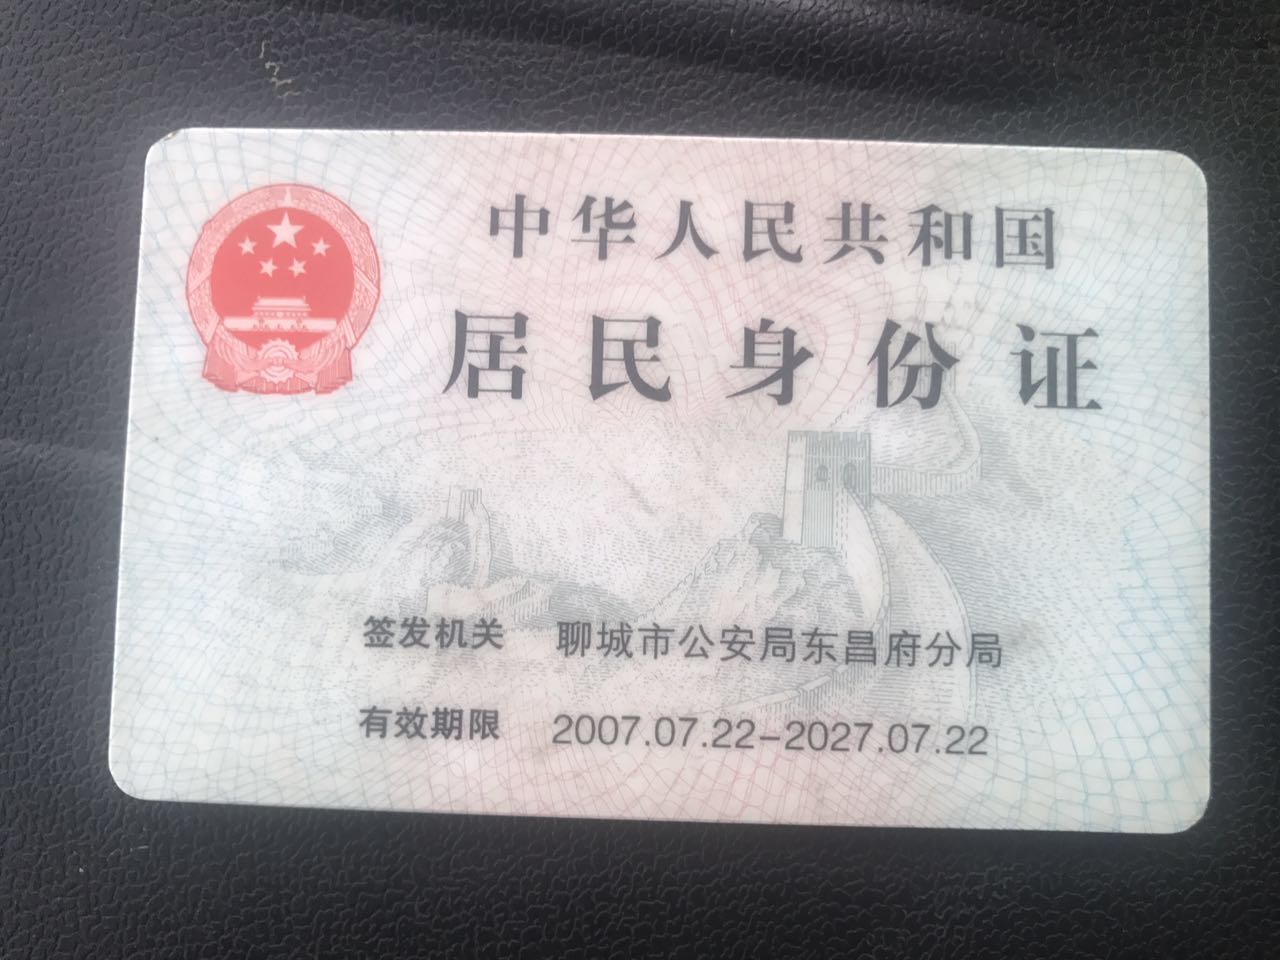 中华人民共和国
居民身份证
签发机关 聊城市公安局东昌府分局
有效期限 2007.07.22-2027.07.22